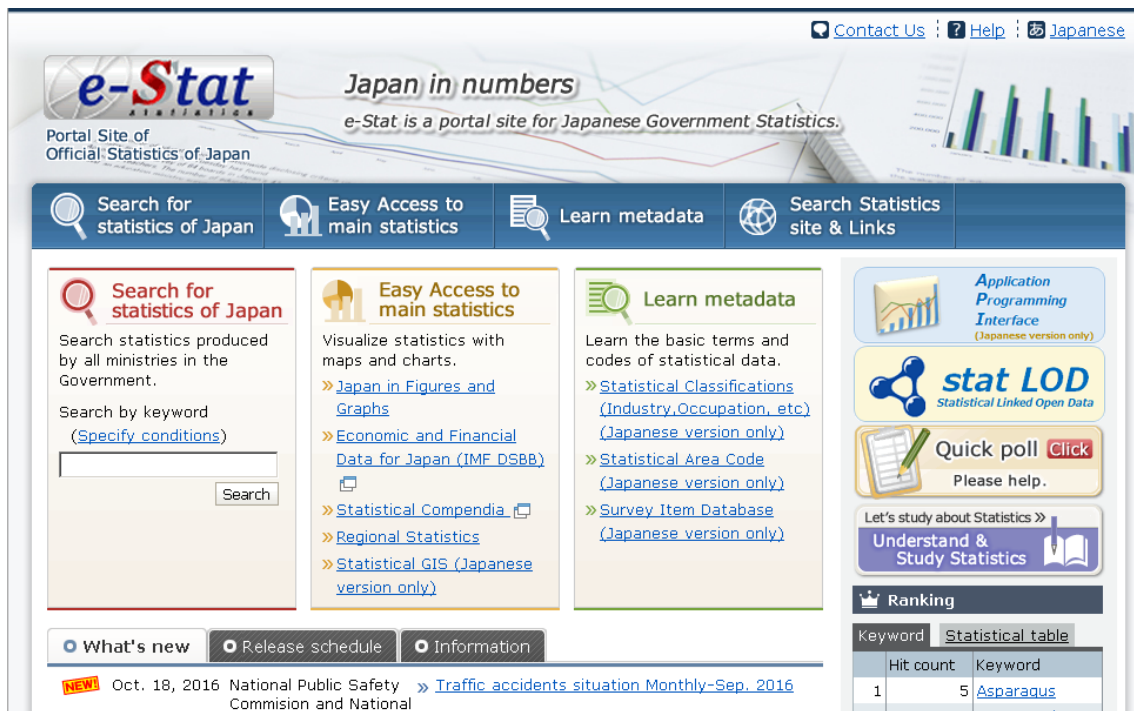 Contact Us ? Help あ Japanese
e-Stat
statistics
Portal Site of
Official Statistics of Japan
Japan in numbers
e-Stat is a portal site for Japanese Government Statistics.
Search for
statistics of Japan
Easy Access to
main statistics
Learn metadata
Search Statistics
site & Links
Search for
statistics of Japan
Search statistics produced
by all ministries in the
Government.
Search by keyword
(Specify conditions)
Search
Easy Access to
main statistics
Visualize statistics with
maps and charts.
» Japan in Figures and
Graphs
» Economic and Financial
Data for Japan (IMF DSBB)
» Statistical Compendia
» Regional Statistics
» Statistical GIS (Japanese
version only)
Learn metadata
Learn the basic terms and
codes of statistical data.
» Statistical Classifications
(Industry,Occupation, etc)
(Japanese version only)
» Statistical Area Code
(Japanese version only)
» Survey Item Database
(Japanese version only)
Application
Programming
Interface
(Japanese version only)
stat LOD
Statistical Linked Open Data
Quick poll Click
Please help.
Let's study about Statistics »
Understand &
Study Statistics
Ranking
Keyword Statistical table
Hit count Keyword
1 5 Asparagus
What's new Release schedule Information
NEW! Oct. 18, 2016 National Public Safety » Traffic accidents situation Monthly-Sep. 2016
Commision and National